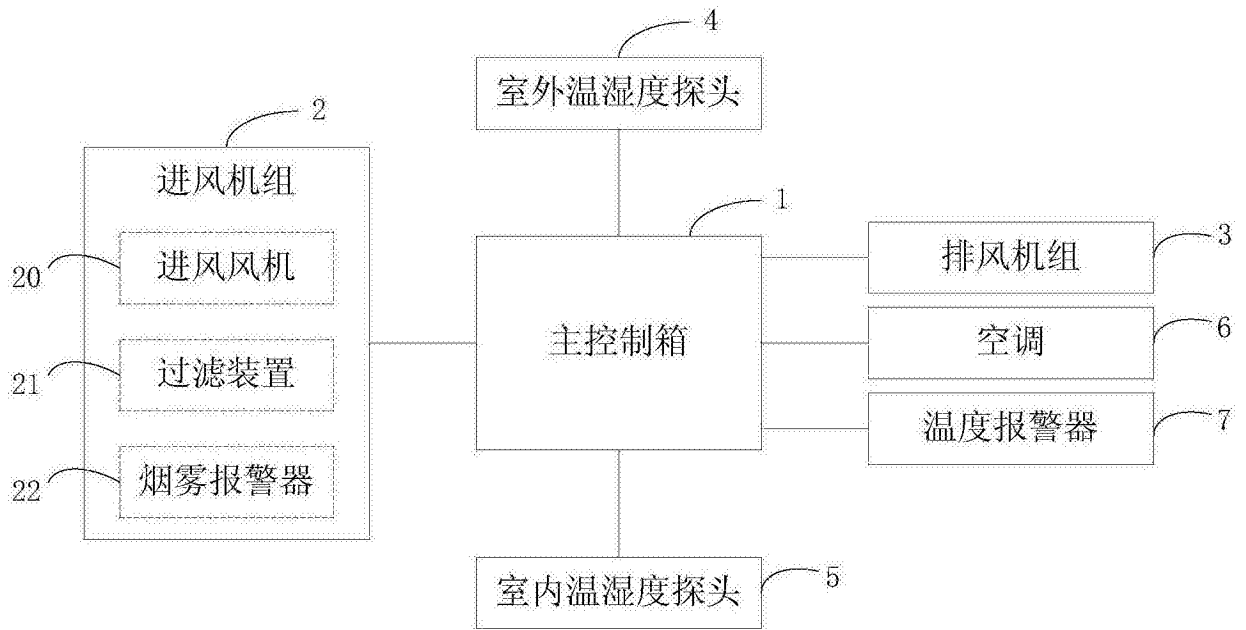 4
室外温湿度探头
2
进风机组
1
20
进风风机
排风机组
3
21
过滤装置
主控制箱
空调
6
22
烟雾报警器
温度报警器
7
室内温湿度探头
5